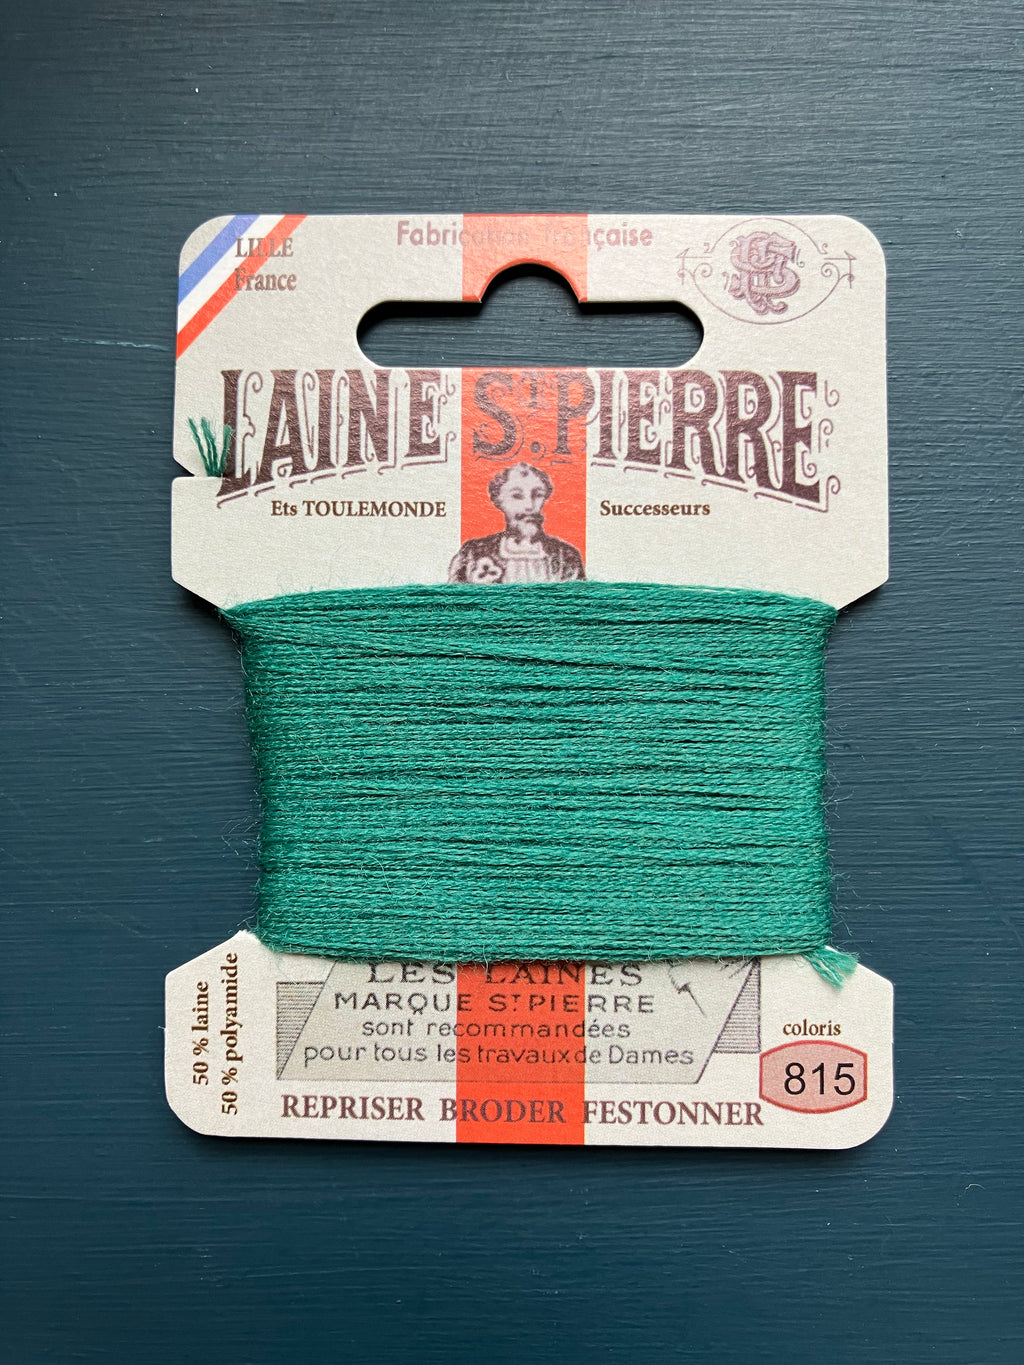 Fabrication française
LILLE
France
LAINE ST. PIERRE
Ets TOULEMONDE
Successeurs
LES LAINES
MARQUE ST. PIERRE
sont recommandées
pour tous les travaux de Dames
REPRISER BRODER FESTONNER
50 % laine
50 % polyamide
coloris
815